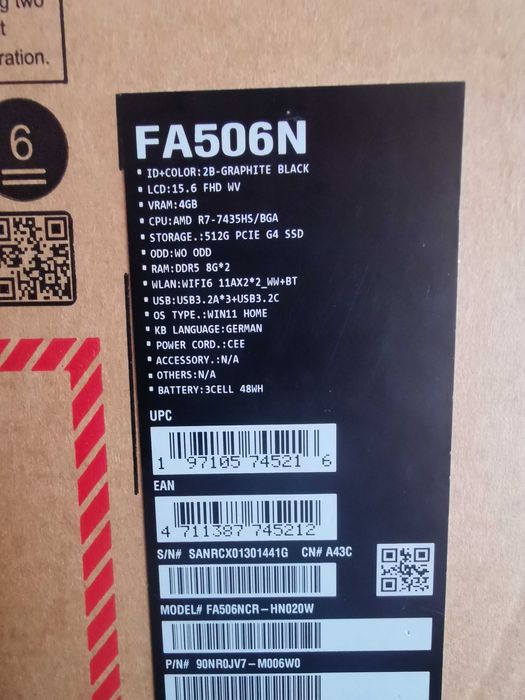 two
t
ration.
6
FA506N
ID+COLOR:2B-GRAPHITE BLACK
LCD:15.6 FHD WV
VRAM:4GB
CPU:AMD R7-7435HS/BGA
STORAGE.:512G PCIE G4 SSD
ODD:WO ODD
RAM:DDR5 8G*2
WLAN:WIFI6 11AX2*2_WW+BT
USB:USB3.2A*3+USB3.2C
OS TYPE.:WIN11 HOME
KB LANGUAGE:GERMAN
POWER CORD.:CEE
ACCESSORY.:N/A
OTHERS:N/A
BATTERY:3CELL 48WH
UPC
1 97105 74521 6
EAN
4 711387 745212
S/N# SANRCX01301441G CN# A43C
MODEL# FA506NCR-HN020W
P/N# 90NR0JV7-M006W0